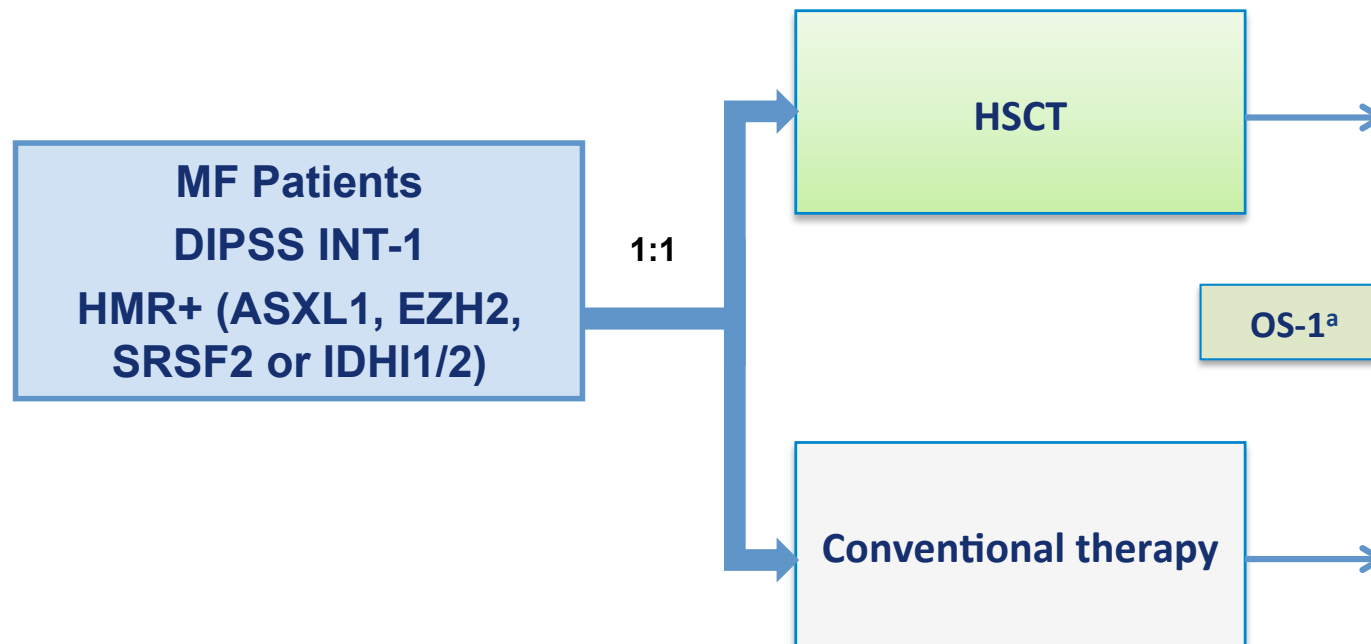 MF Patients
DIPSS INT-1
HMR+ (ASXL1, EZH2,
SRSF2 or IDHI1/2)
1:1
HSCT
OS-1ª
Conventional therapy